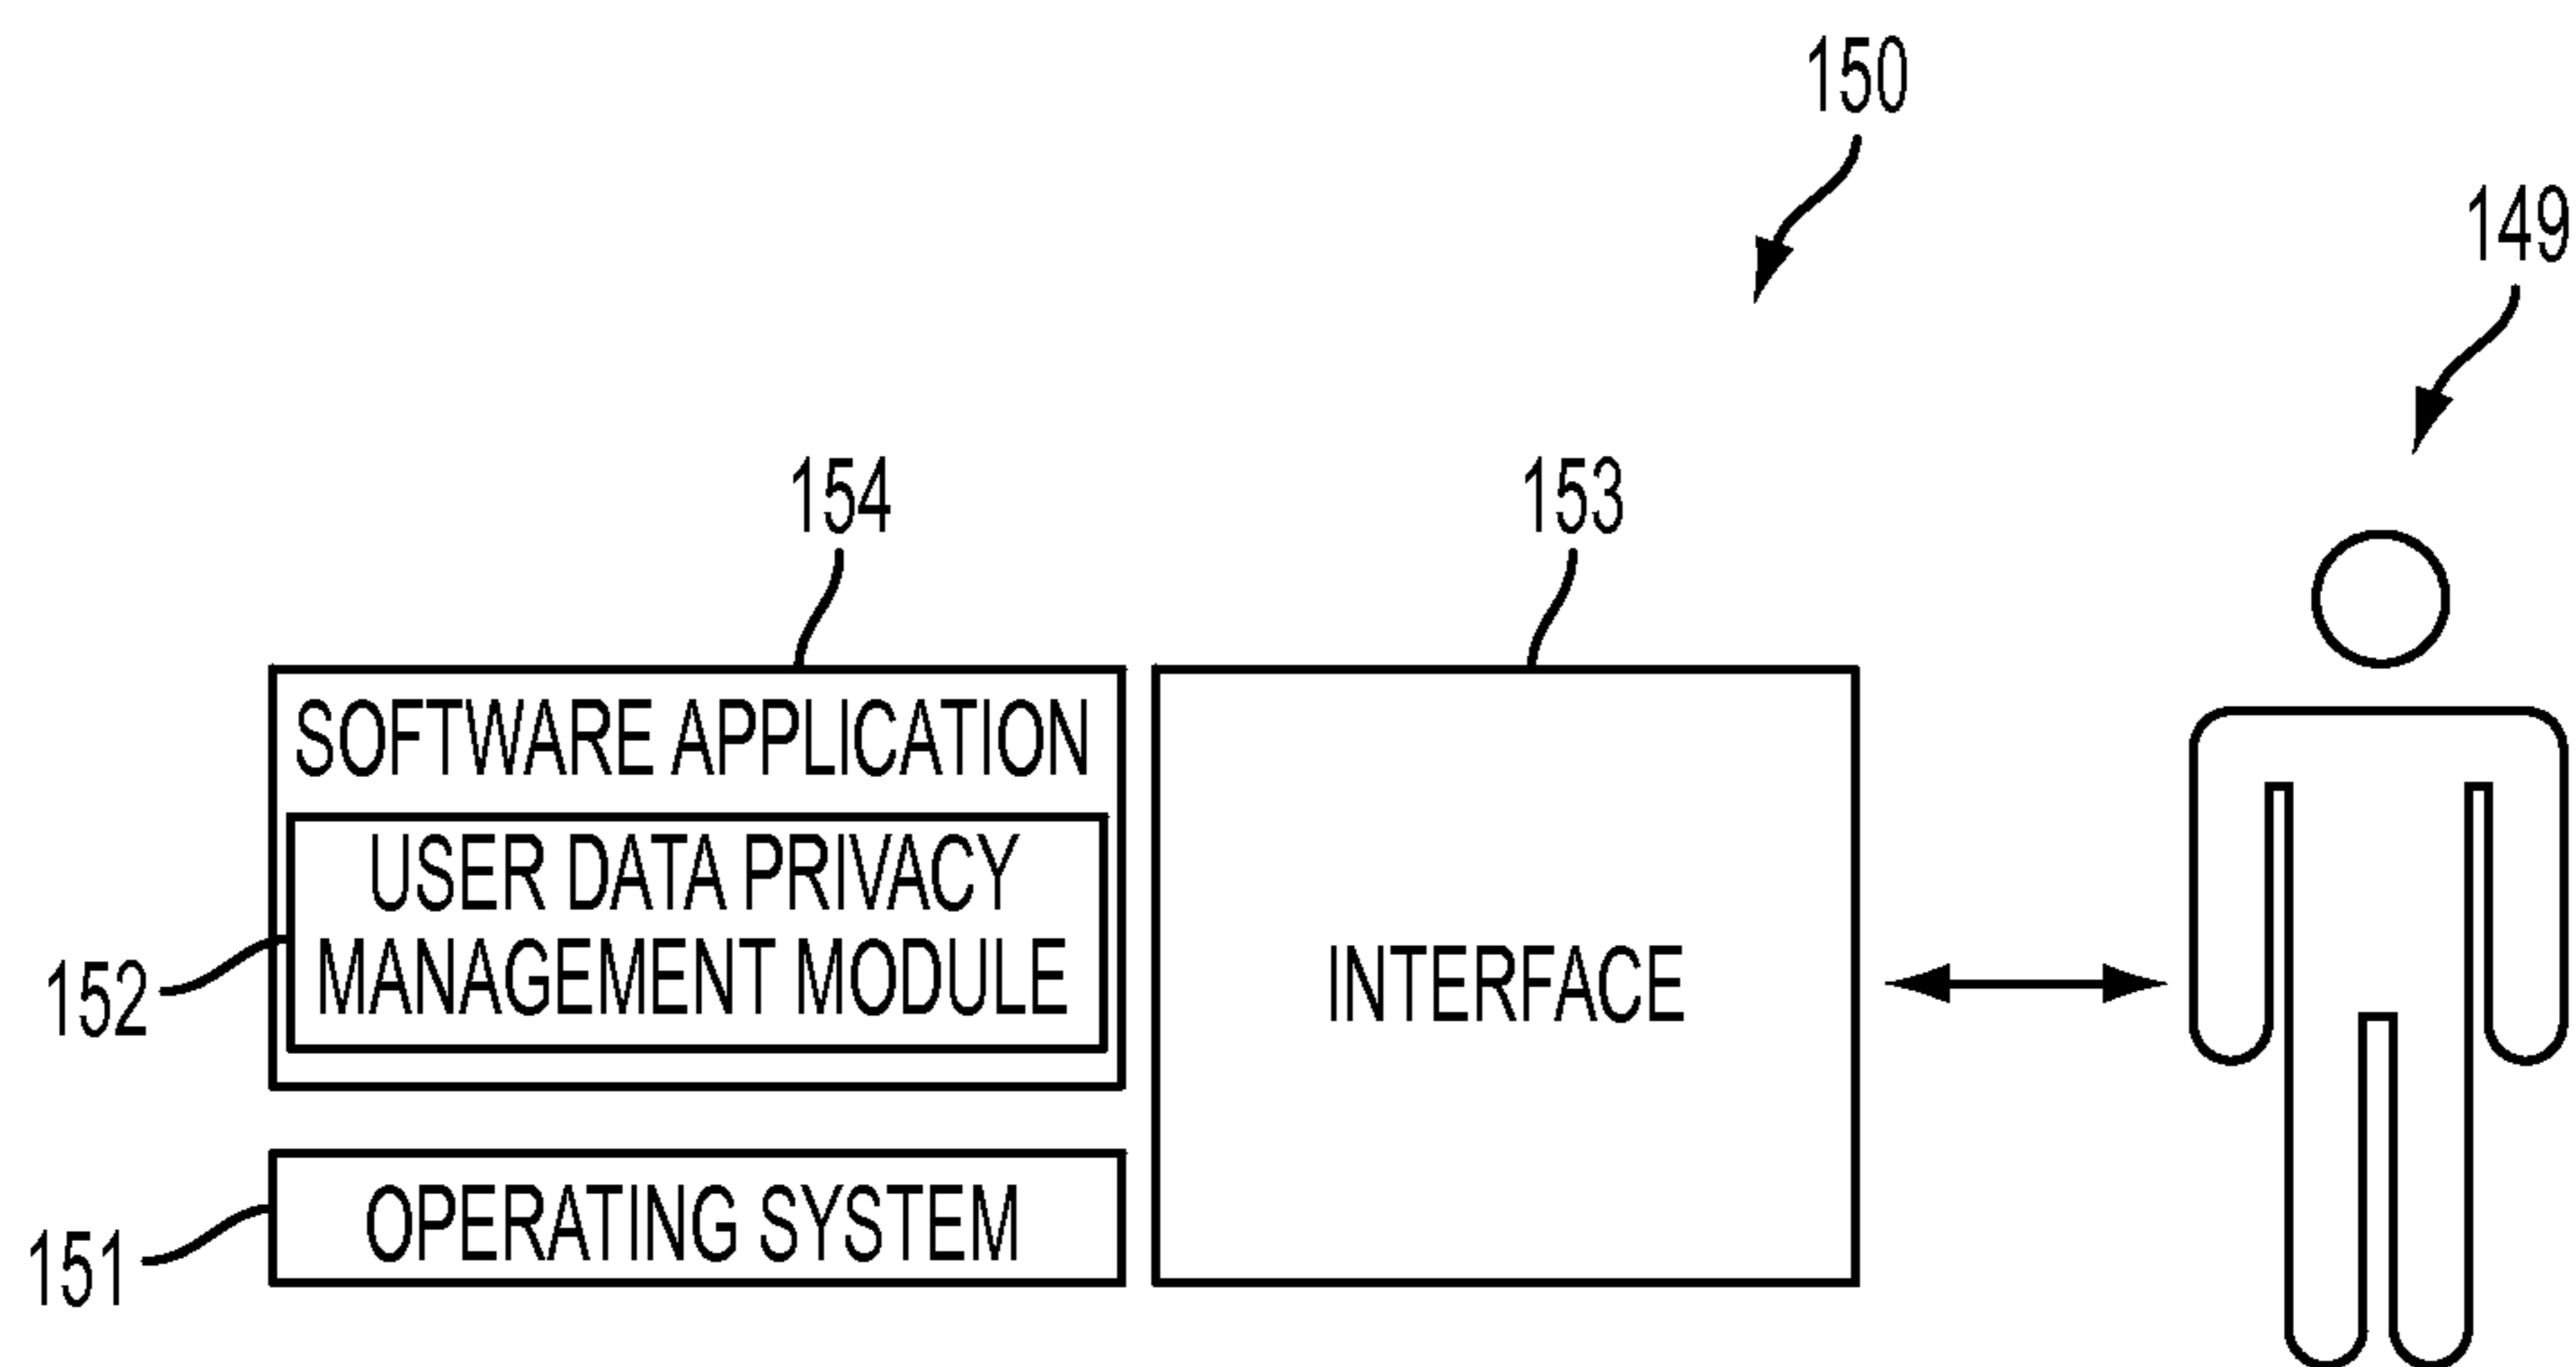 150
149
154
153
SOFTWARE APPLICATION
USER DATA PRIVACY
MANAGEMENT MODULE
152
INTERFACE
OPERATING SYSTEM
151